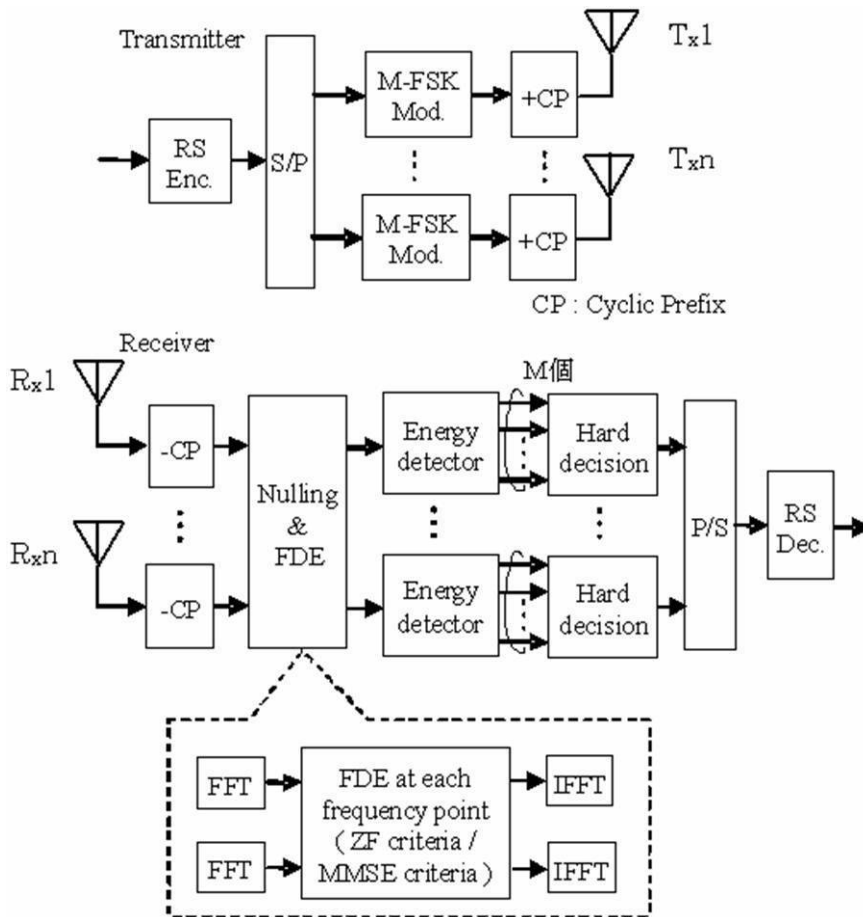 Transmitter
Tx1
M-FSK
Mod.
+CP
RS
Enc.
S/P
Txn
M-FSK
Mod.
+CP
CP : Cyclic Prefix
Receiver
Rx1
M個
-CP
Nulling
&
FDE
Energy
detector
Hard
decision
P/S
RS
Dec.
Rxn
-CP
Energy
detector
Hard
decision
FFT
FDE at each
frequency point
( ZF criteria /
MMSE criteria )
IFFT
FFT
IFFT